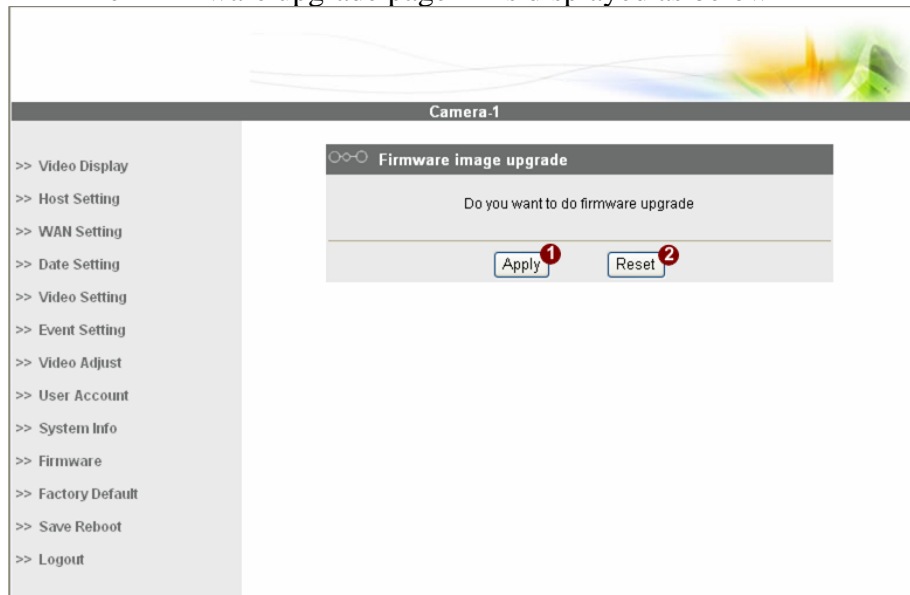 Camera-1
>> Video Display
>> Host Setting
>> WAN Setting
>> Date Setting
>> Video Setting
>> Event Setting
>> Video Adjust
>> User Account
>> System Info
>> Firmware
>> Factory Default
>> Save Reboot
>> Logout
Firmware image upgrade
Do you want to do firmware upgrade
Apply 1 Reset 2